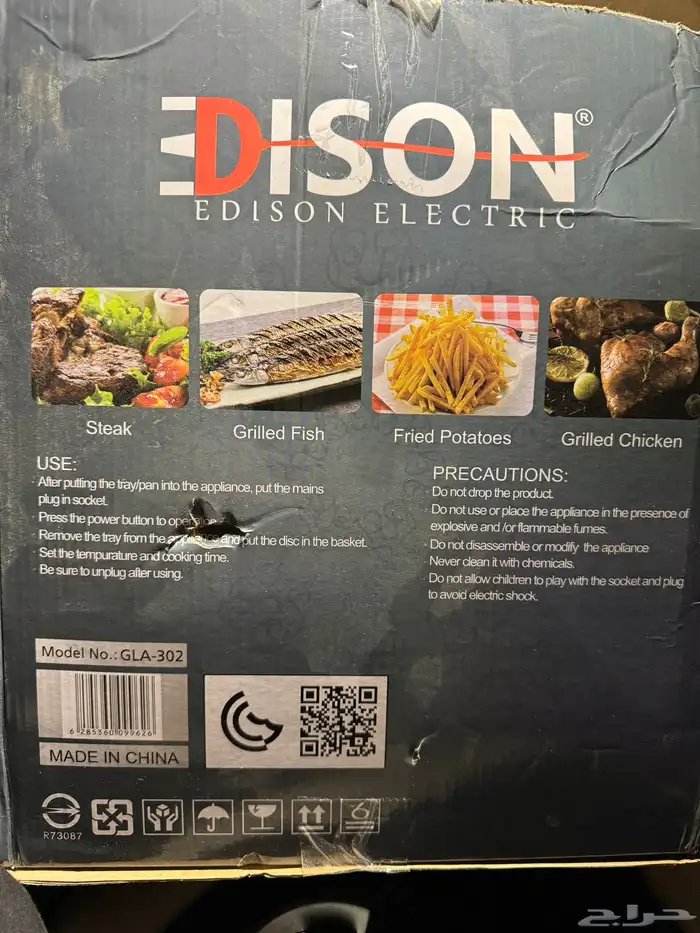 EDISON®
EDISON ELECTRIC
Steak
Grilled Fish
Fried Potatoes
Grilled Chicken
USE:
· After putting the tray/pan into the appliance, put the mains
plug in socket.
· Press the power button to
· Remove the tray from the and put the disc in the basket.
· Set the tempurature and cooking time.
· Be sure to unplug after using.
PRECAUTIONS:
· Do not drop the product.
· Do not use or place the appliance in the presence of
explosive and /or flammable fumes.
· Do not disassemble or modify the appliance
Never clean it with chemicals.
Do not allow children to play with the socket and plug
to avoid electric shock.
Model No.:GLA-302
6 285360 099626
MADE IN CHINA
R73087
6
حراج